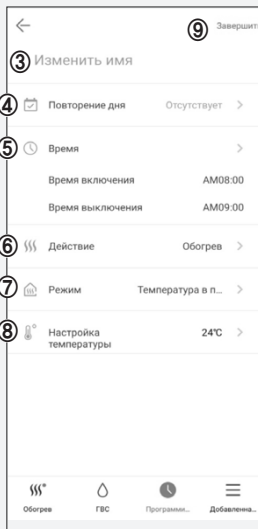 ⑨ Завершит
③ Изменить имя
④ Повторение дня Отсутствует >
⑤ Время >
Время включения AM08:00
Время выключения AM09:00
⑥ Действие Обогрев >
⑦ Режим Температура в п... >
⑧ Настройка температуры 24℃ >
Обогрев ГВС Программи... Добавленна...